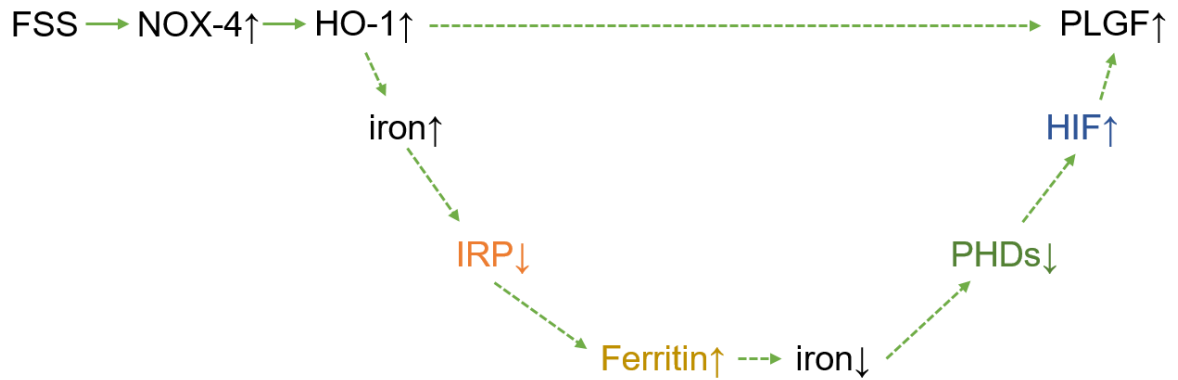 FSS NOX-4↑ HO-1↑ PLGF↑
iron↑ HIF↑
IRP↓ PHDs↓
Ferritin↑ iron↓